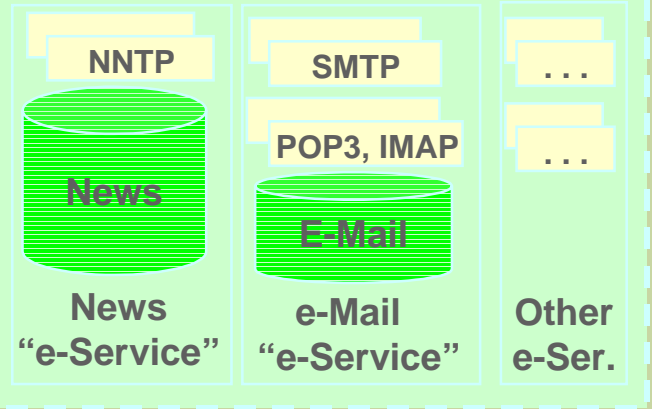 NNTP
News
News
“e-Service”
SMTP
POP3, IMAP
E-Mail
e-Mail
“e-Service”
. . .
. . .
Other
e-Ser.